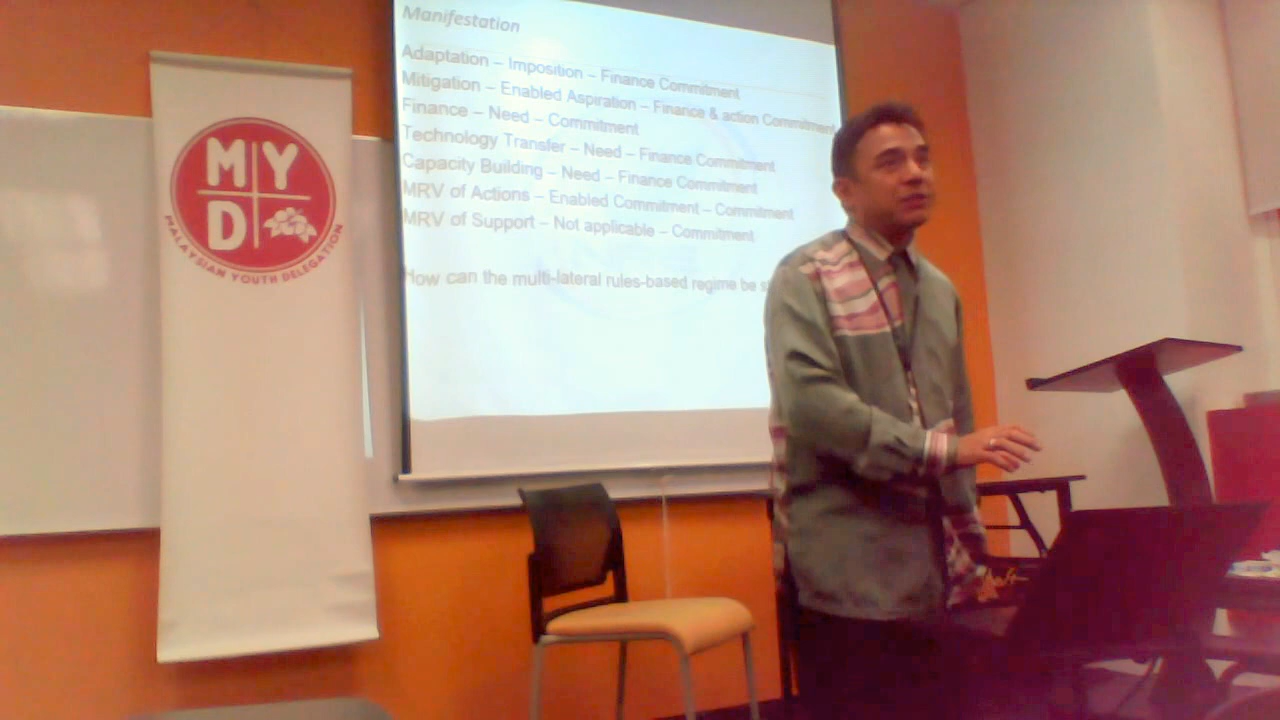 MY
D
MALAYSIAN YOUTH DELEGATION
Manifestation
Adaptation – Imposition – Finance Commitment
Mitigation – Enabled Aspiration – Finance & action Commitment
Finance – Need – Commitment
Technology Transfer – Need – Finance Commitment
Capacity Building – Need – Finance Commitment
MRV of Actions – Enabled Commitment – Commitment
MRV of Support – Not applicable – Commitment
How can the multi-lateral rules-based regime be